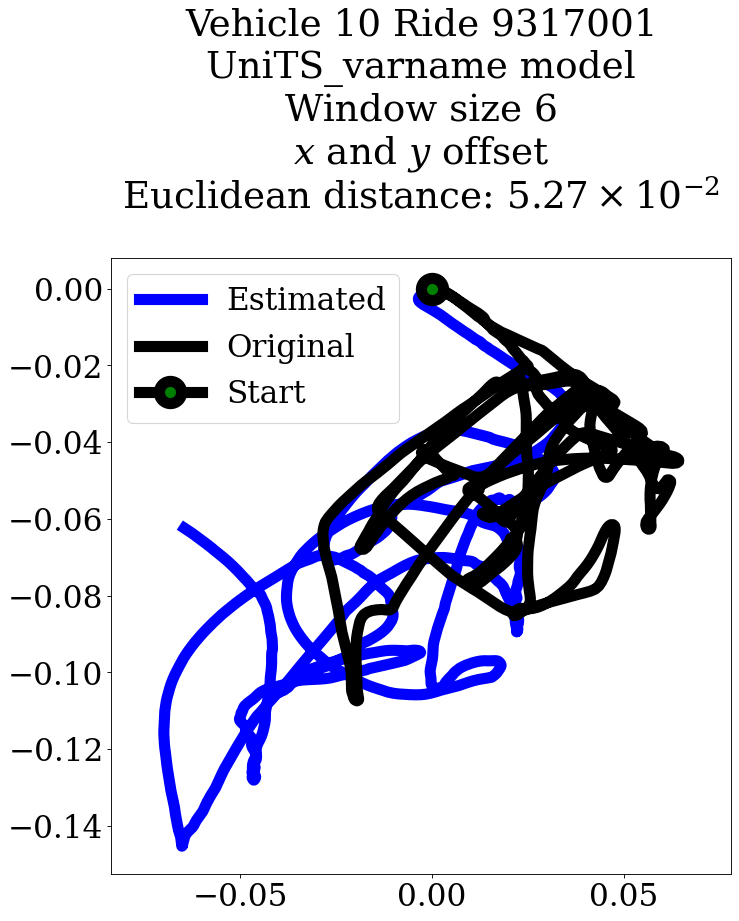 Vehicle 10 Ride 9317001
UniTS_varname model
Window size 6
x and y offset
Euclidean distance: 5.27 × 10⁻²
Estimated
Original
Start
0.00
−0.02
−0.04
−0.06
−0.08
−0.10
−0.12
−0.14
−0.05 0.00 0.05